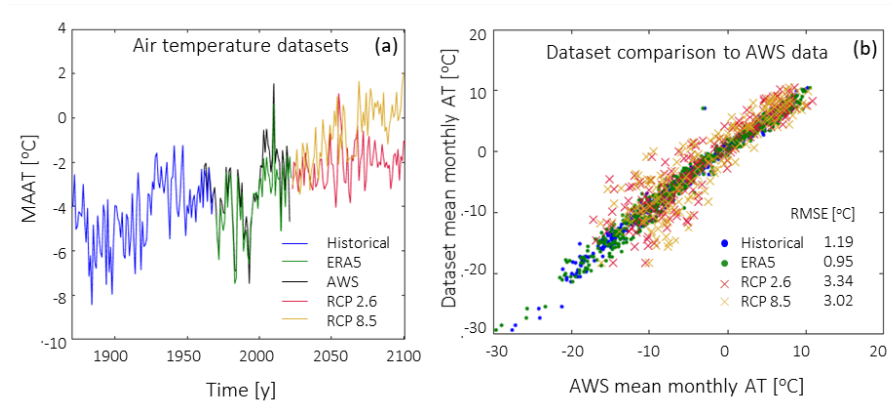 Air temperature datasets (a)
4
2
0
-2
-4
-6
-8
-10
MAAT [°C]
Historical
ERA5
AWS
RCP 2.6
RCP 8.5
1900 1950 2000 2050 2100
Time [y]
Dataset comparison to AWS data (b)
20
10
0
-10
-20
-30
Dataset mean monthly AT [°C]
RMSE [°C]
Historical 1.19
ERA5 0.95
RCP 2.6 3.34
RCP 8.5 3.02
-30 -20 -10 0 10 20
AWS mean monthly AT [°C]